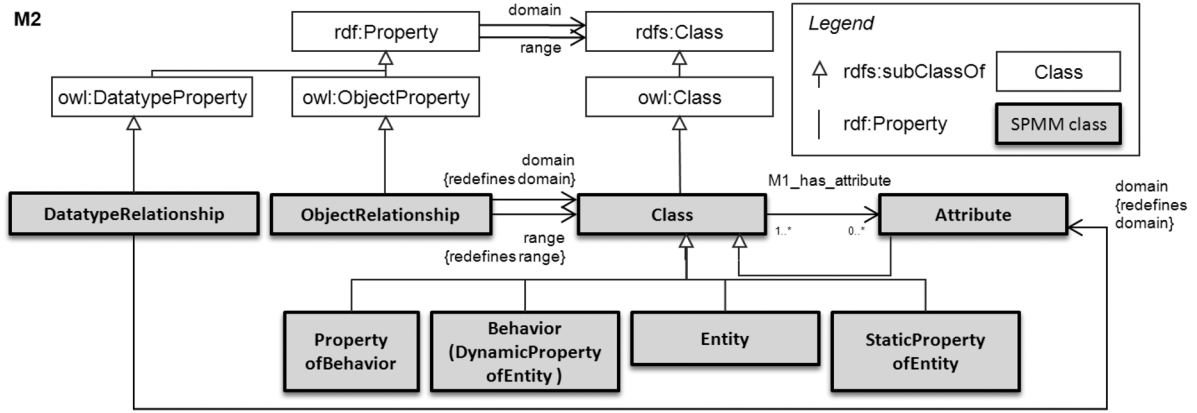 M2
domain
rdf:Property
rdfs:Class
range
Legend
rdfs:subClassOf
Class
rdf:Property
SPMM class
owl:DatatypeProperty
owl:ObjectProperty
owl:Class
domain
{redefines domain}
M1_has_attribute
domain
{redefines
domain}
DatatypeRelationship
ObjectRelationship
Class
Attribute
1..*
0..*
range
{redefines range}
Property
ofBehavior
Behavior
(DynamicProperty
ofEntity )
Entity
StaticProperty
ofEntity